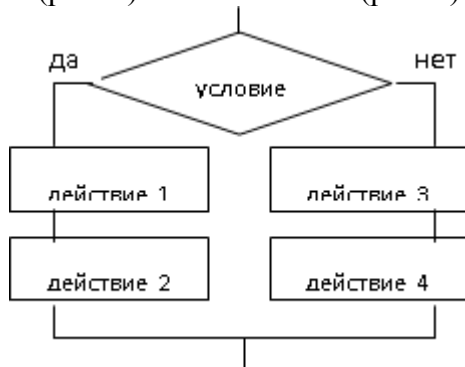 да нет
условие
действие 1 действие 3
действие 2 действие 4